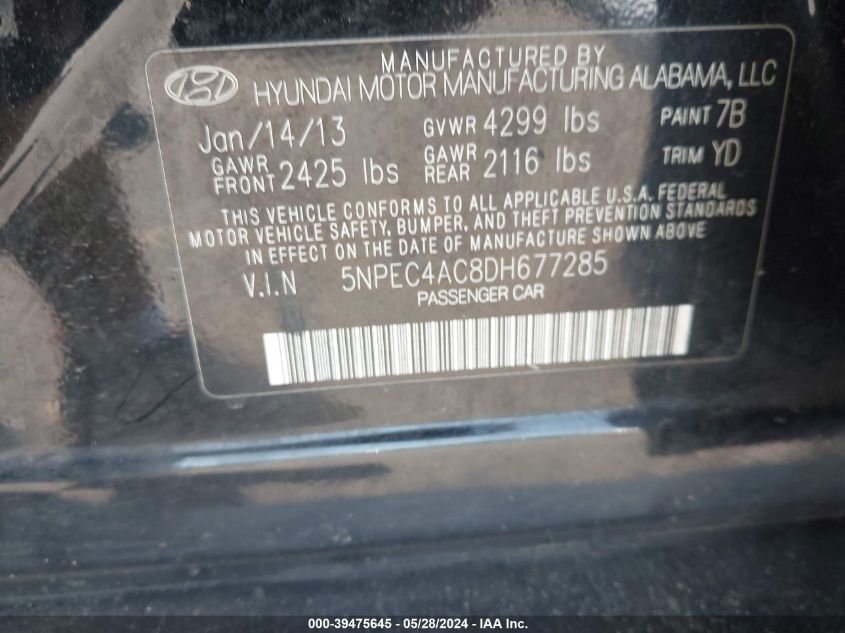 MANUFACTURED BY
HYUNDAI MOTOR MANUFACTURING ALABAMA, LLC
Jan/14/13 GVWR 4299 lbs PAINT 7B
GAWR FRONT 2425 lbs GAWR REAR 2116 lbs TRIM YD
THIS VEHICLE CONFORMS TO ALL APPLICABLE U.S.A. FEDERAL
MOTOR VEHICLE SAFETY, BUMPER, AND THEFT PREVENTION STANDARDS
IN EFFECT ON THE DATE OF MANUFACTURE SHOWN ABOVE
V.I.N 5NPEC4AC8DH677285
PASSENGER CAR
000-39475645 - 05/28/2024 - IAA Inc.